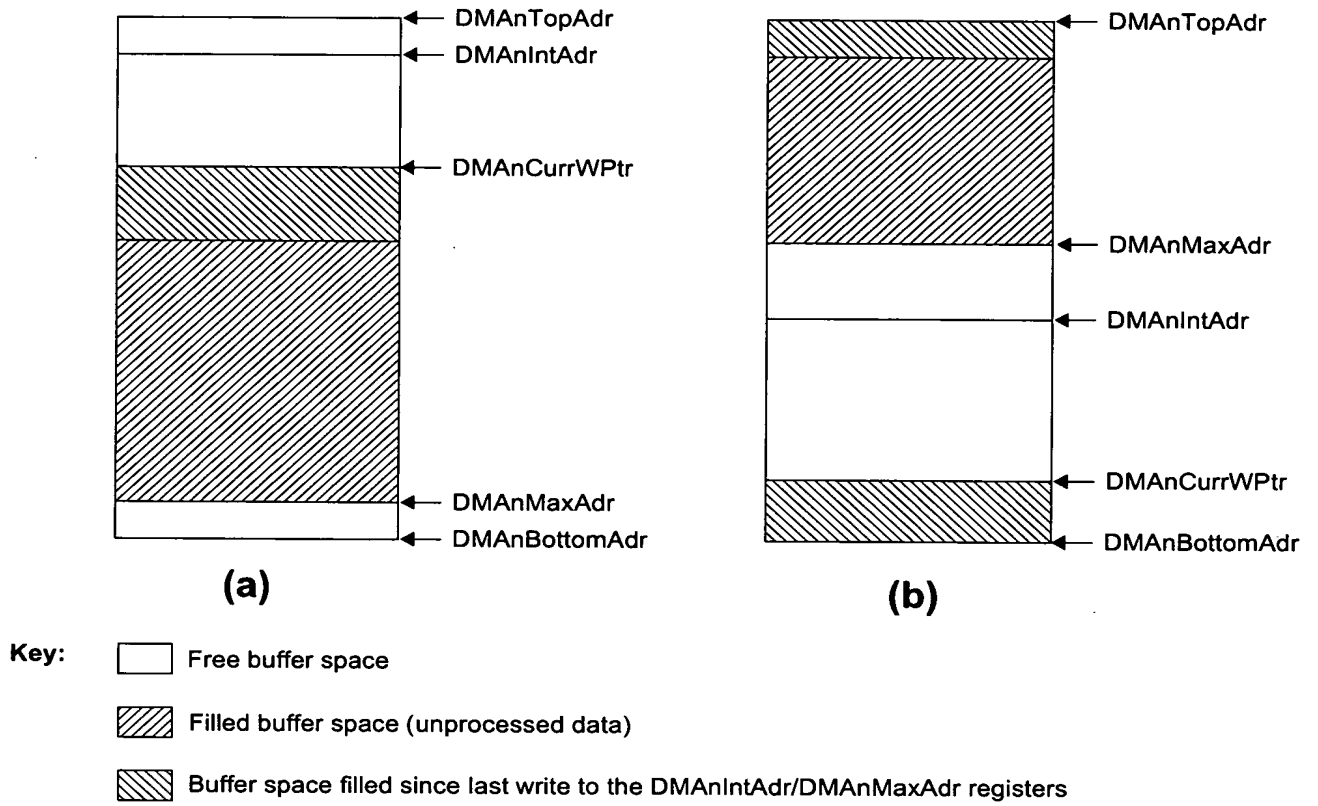 DMAnTopAdr
DMAnIntAdr
DMAnCurrWPtr
DMAnMaxAdr
DMAnBottomAdr
(a)
DMAnTopAdr
DMAnMaxAdr
DMAnIntAdr
DMAnCurrWPtr
DMAnBottomAdr
(b)
Key:
Free buffer space
Filled buffer space (unprocessed data)
Buffer space filled since last write to the DMAnIntAdr/DMAnMaxAdr registers